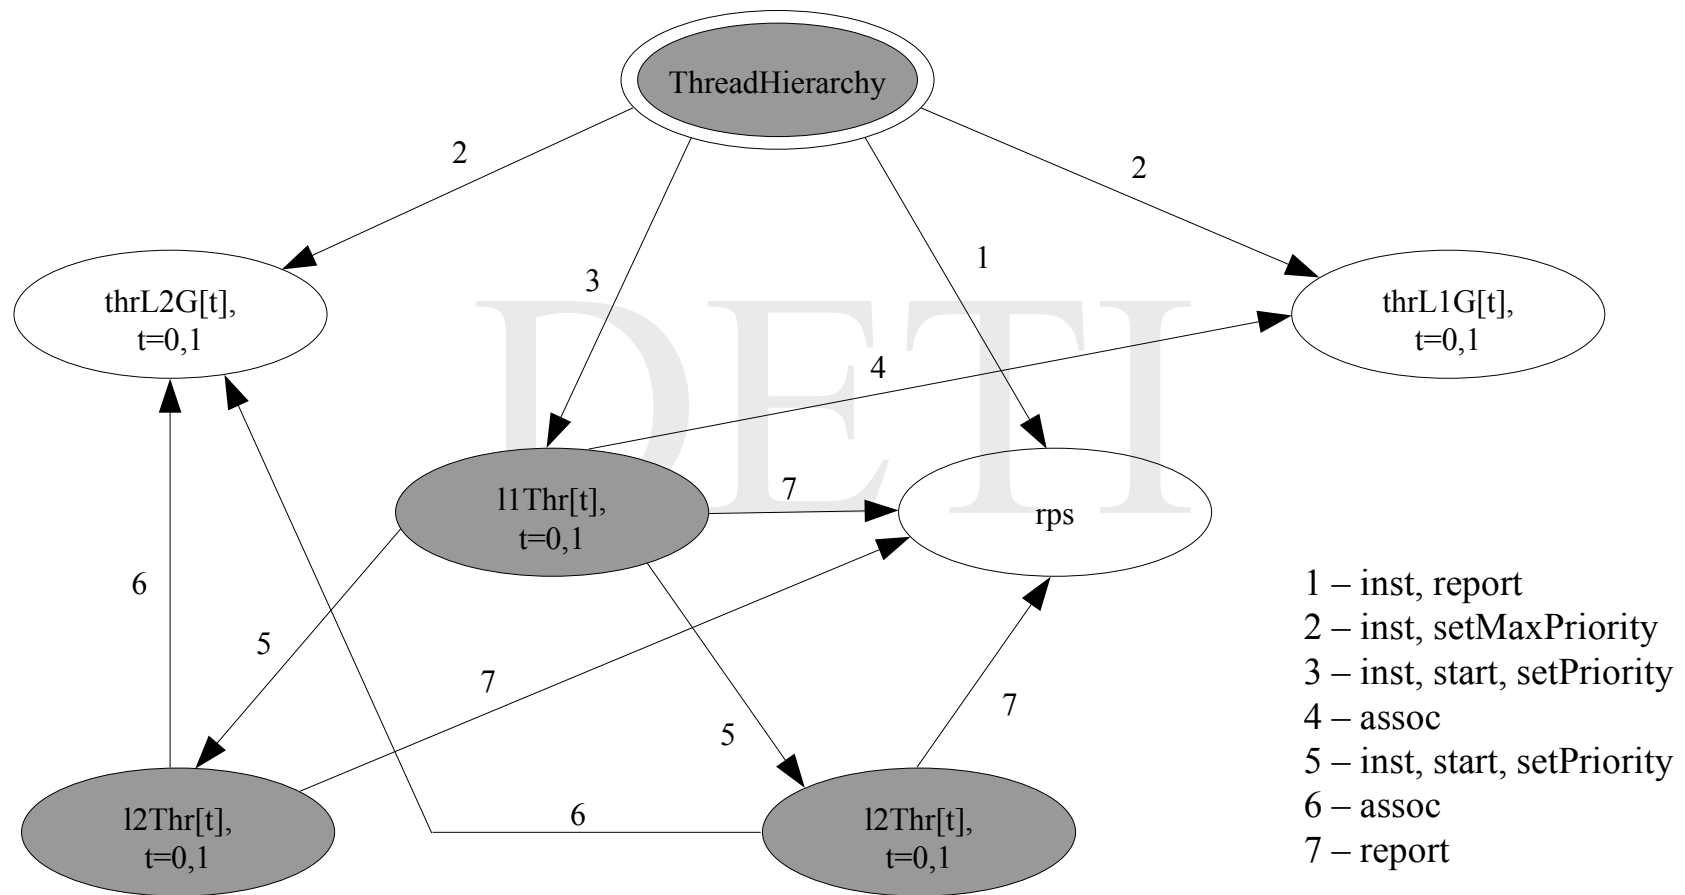 ThreadHierarchy
2
2
3
1
thrL2G[t],
t=0,1
thrL1G[t],
t=0,1
DETI
4
l1Thr[t],
t=0,1
7
rps
6
5
7
5
7
6
l2Thr[t],
t=0,1
l2Thr[t],
t=0,1
1 – inst, report
2 – inst, setMaxPriority
3 – inst, start, setPriority
4 – assoc
5 – inst, start, setPriority
6 – assoc
7 – report